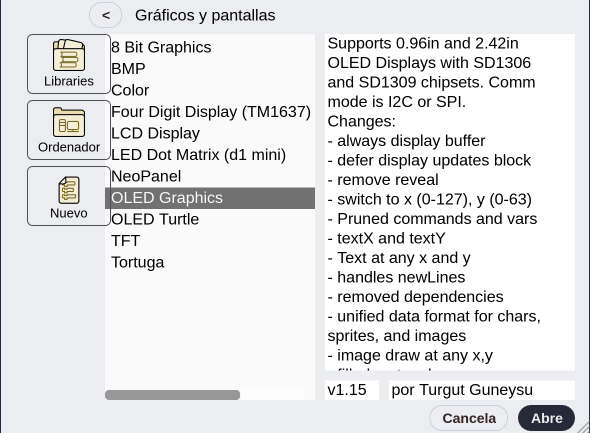 < Gráficos y pantallas
Libraries
Ordenador
Nuevo
8 Bit Graphics
BMP
Color
Four Digit Display (TM1637)
LCD Display
LED Dot Matrix (d1 mini)
NeoPanel
OLED Graphics
OLED Turtle
TFT
Tortuga
Supports 0.96in and 2.42in
OLED Displays with SD1306
and SD1309 chipsets. Comm
mode is I2C or SPI.
Changes:
- always display buffer
- defer display updates block
- remove reveal
- switch to x (0-127), y (0-63)
- Pruned commands and vars
- textX and textY
- Text at any x and y
- handles newLines
- removed dependencies
- unified data format for chars,
sprites, and images
- image draw at any x,y
v1.15 por Turgut Guneysu
Cancela Abre